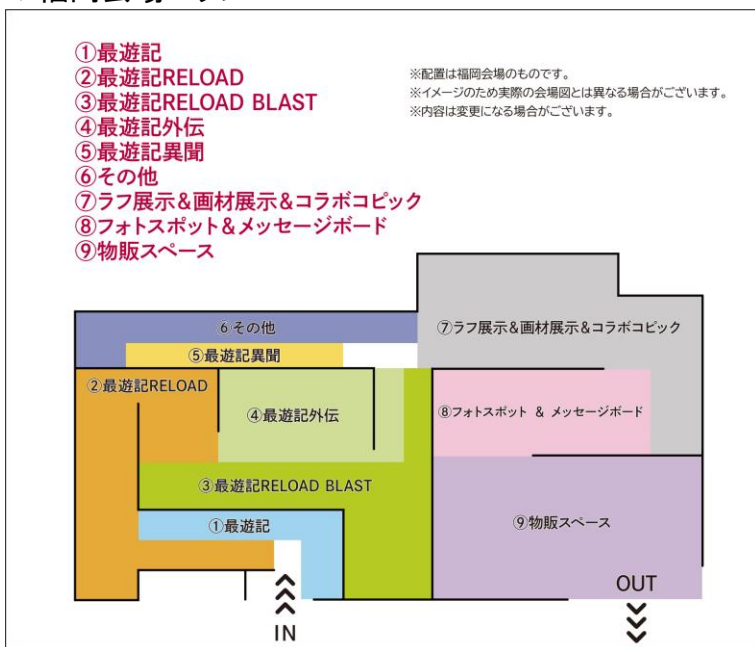 ①最遊記
②最遊記RELOAD
③最遊記RELOAD BLAST
④最遊記外伝
⑤最遊記異聞
⑥その他
⑦ラフ展示&画材展示&コラボコピック
⑧フォトスポット&メッセージボード
⑨物販スペース
※配置は福岡会場のものです。
※イメージのため実際の会場図とは異なる場合がございます。
※内容は変更になる場合がございます。
6 その他
⑦ラフ展示&画材展示&コラボコピック
⑤最遊記異聞
②最遊記RELOAD
④最遊記外伝
⑧フォトスポット & メッセージボード
③最遊記RELOAD BLAST
①最遊記
⑨物販スペース
OUT
IN